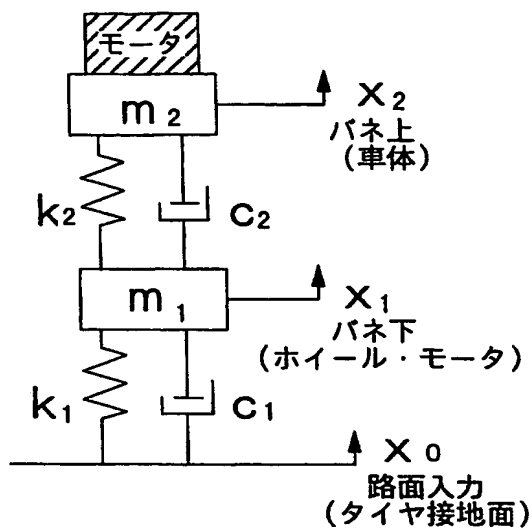 モータ
m2
x2
バネ上
(車体)
k2
c2
m1
x1
バネ下
(ホイール・モータ)
k1
c1
x0
路面入力
(タイヤ接地面)